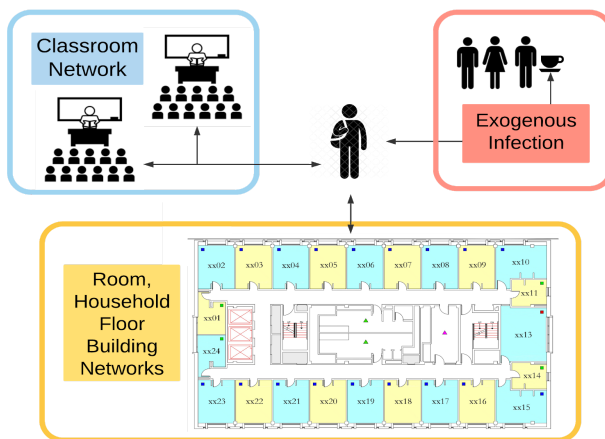 Classroom
Network
Exogenous
Infection
Room,
Household
Floor
Building
Networks
xx02 xx03 xx04 xx05 xx06 xx07 xx08 xx09 xx10
xx01 xx11
xx24 xx13
xx14
xx23 xx22 xx21 xx20 xx19 xx18 xx17 xx16 xx15